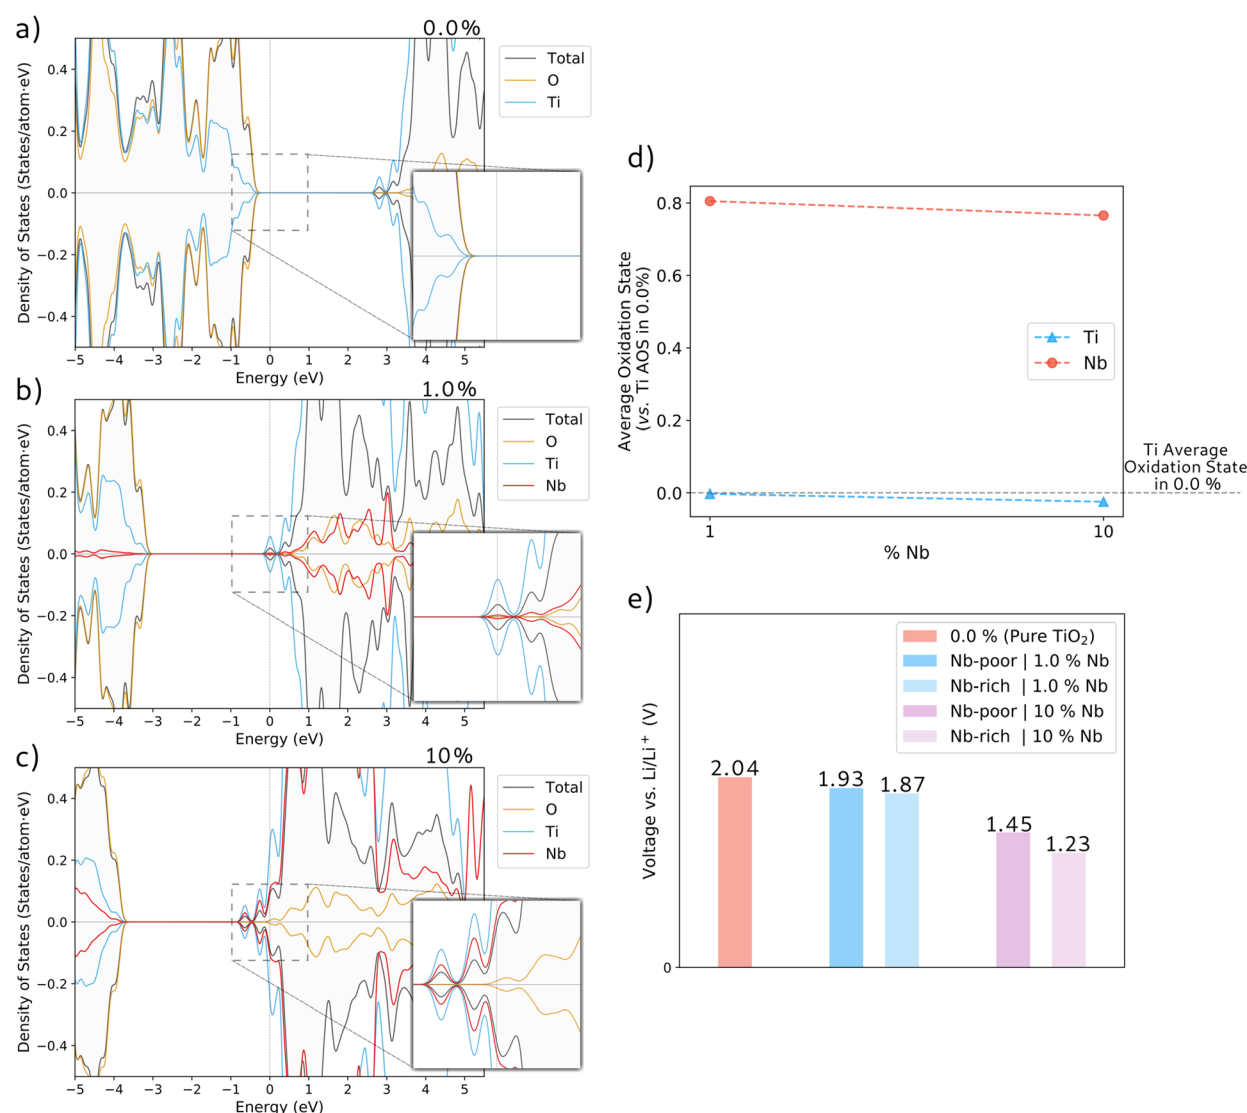 a)
0.0%
Density of States (States/atom·eV)
0.4
0.2
0.0
−0.2
−0.4
−5 −4 −3 −2 −1 0 1 2 3 4 5
Energy (eV)
Total
O
Ti
b)
1.0%
Density of States (States/atom·eV)
0.4
0.2
0.0
−0.2
−0.4
−5 −4 −3 −2 −1 0 1 2 3 4 5
Energy (eV)
Total
O
Ti
Nb
c)
10%
Density of States (States/atom·eV)
0.4
0.2
0.0
−0.2
−0.4
−5 −4 −3 −2 −1 0 1 2 3 4 5
Energy (eV)
Total
O
Ti
Nb
d)
Average Oxidation State
(vs. Ti AOS in 0.0%)
0.8
0.6
0.4
0.2
0.0
1 10
% Nb
Ti
Nb
Ti Average
Oxidation State
in 0.0 %
e)
Voltage vs. Li/Li⁺ (V)
0
0.0 % (Pure TiO₂)
Nb-poor | 1.0 % Nb
Nb-rich | 1.0 % Nb
Nb-poor | 10 % Nb
Nb-rich | 10 % Nb
2.04
1.93
1.87
1.45
1.23